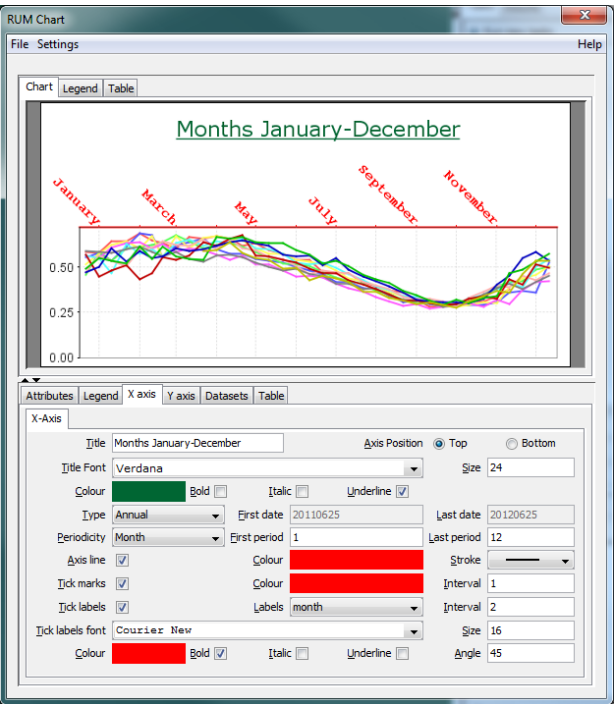 RUM Chart
File Settings Help
Chart Legend Table
Months January-December
January March May July September November
0.50
0.25
0.00
Attributes Legend X axis Y axis Datasets Table
X-Axis
Title Months January-December Axis Position Top Bottom
Title Font Verdana Size 24
Colour Bold Italic Underline
Type Annual First date 20110625 Last date 20120625
Periodicity Month First period 1 Last period 12
Axis line Colour Stroke
Tick marks Colour Interval 1
Tick labels Labels month Interval 2
Tick labels font Courier New Size 16
Colour Bold Italic Underline Angle 45